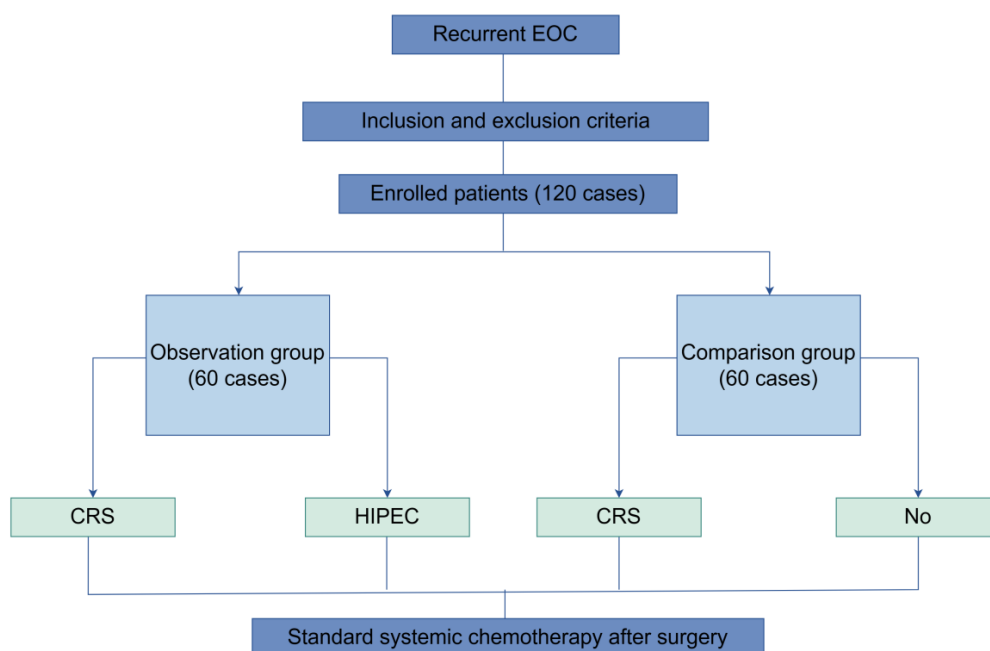 Recurrent EOC
Inclusion and exclusion criteria
Enrolled patients (120 cases)
Observation group
(60 cases)
Comparison group
(60 cases)
CRS
HIPEC
CRS
No
Standard systemic chemotherapy after surgery